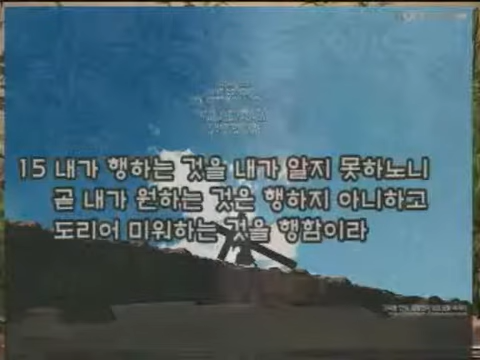 15 내가 행하는 것을 내가 알지 못하노니
곧 내가 원하는 것은 행하지 아니하고
도리어 미워하는 것을 행함이라